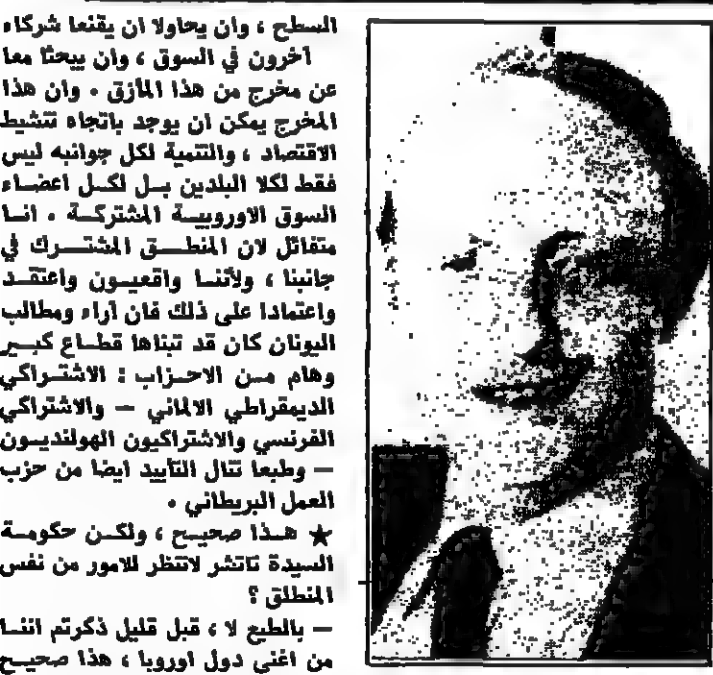 السطح ، وان يحاولا ان يقنعا شركاء
آخرون في السوق ، وان يبحثا معا
عن مخرج من هذا المأزق . وان هذا
المخرج يمكن ان يوجد باتجاه تنشيط
الاقتصاد ، والتنمية لكل جوانبه ليس
فقط لكلا البلدين بل لكل اعضاء
السوق الاوروبية المشتركة . انا
متفائل لان المنطق المشترك في
جانبنا ، ولأننا واقعيون واعتقد
واعتمادا على ذلك فان آراء ومطالب
اليونان كان قد تبناها قطاع كبير
وهام من الاحزاب : الاشتراكي
الديمقراطي الالماني — والاشتراكي
الفرنسي والاشتراكيون الهولنديون
— وطبعا تنال التأييد ايضا من حزب
العمل البريطاني .
★ هذا صحيح ، ولكن حكومة
السيدة تاتشر لاتنظر للامور من نفس
المنطلق ؟
— بالطبع لا ، قبل قليل ذكرتم اننا
من اغنى دول اوروبا ، هذا صحيح